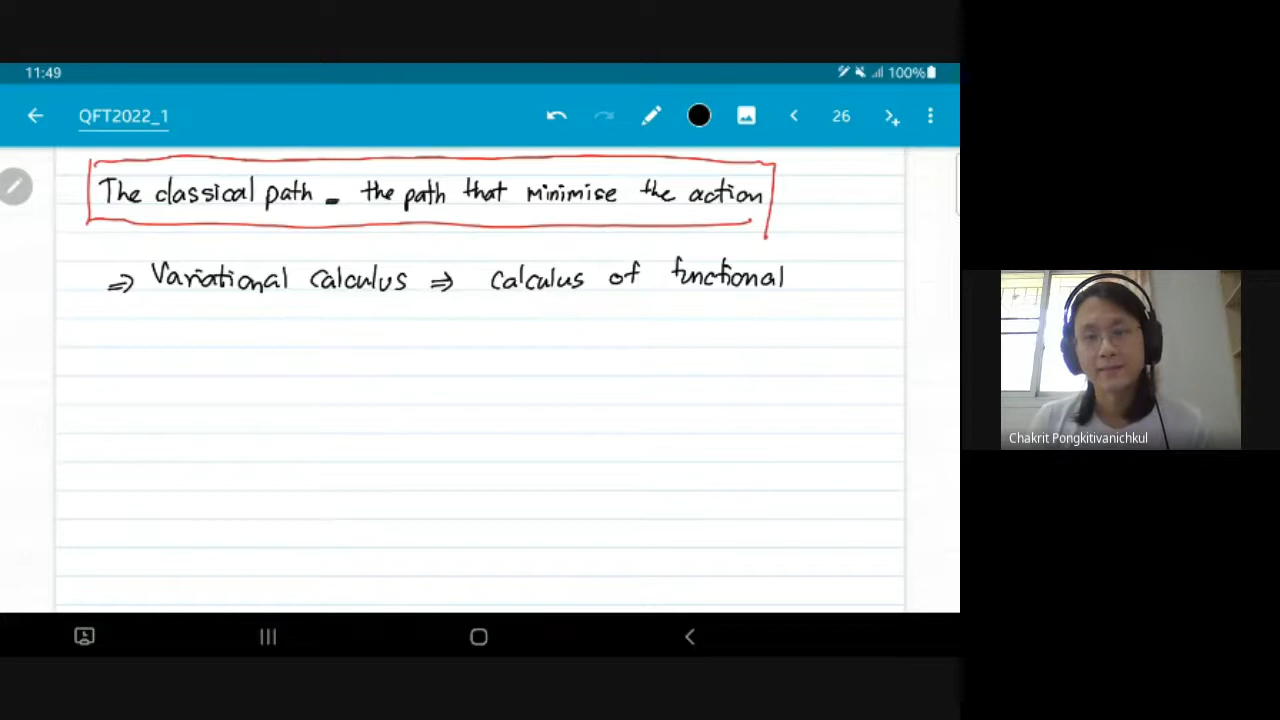 11:49
100%
QFT2022_1
26
The classical path = the path that minimise the action
⇒ Variational calculus ⇒ calculus of functional
Chakrit Pongkitivanichkul